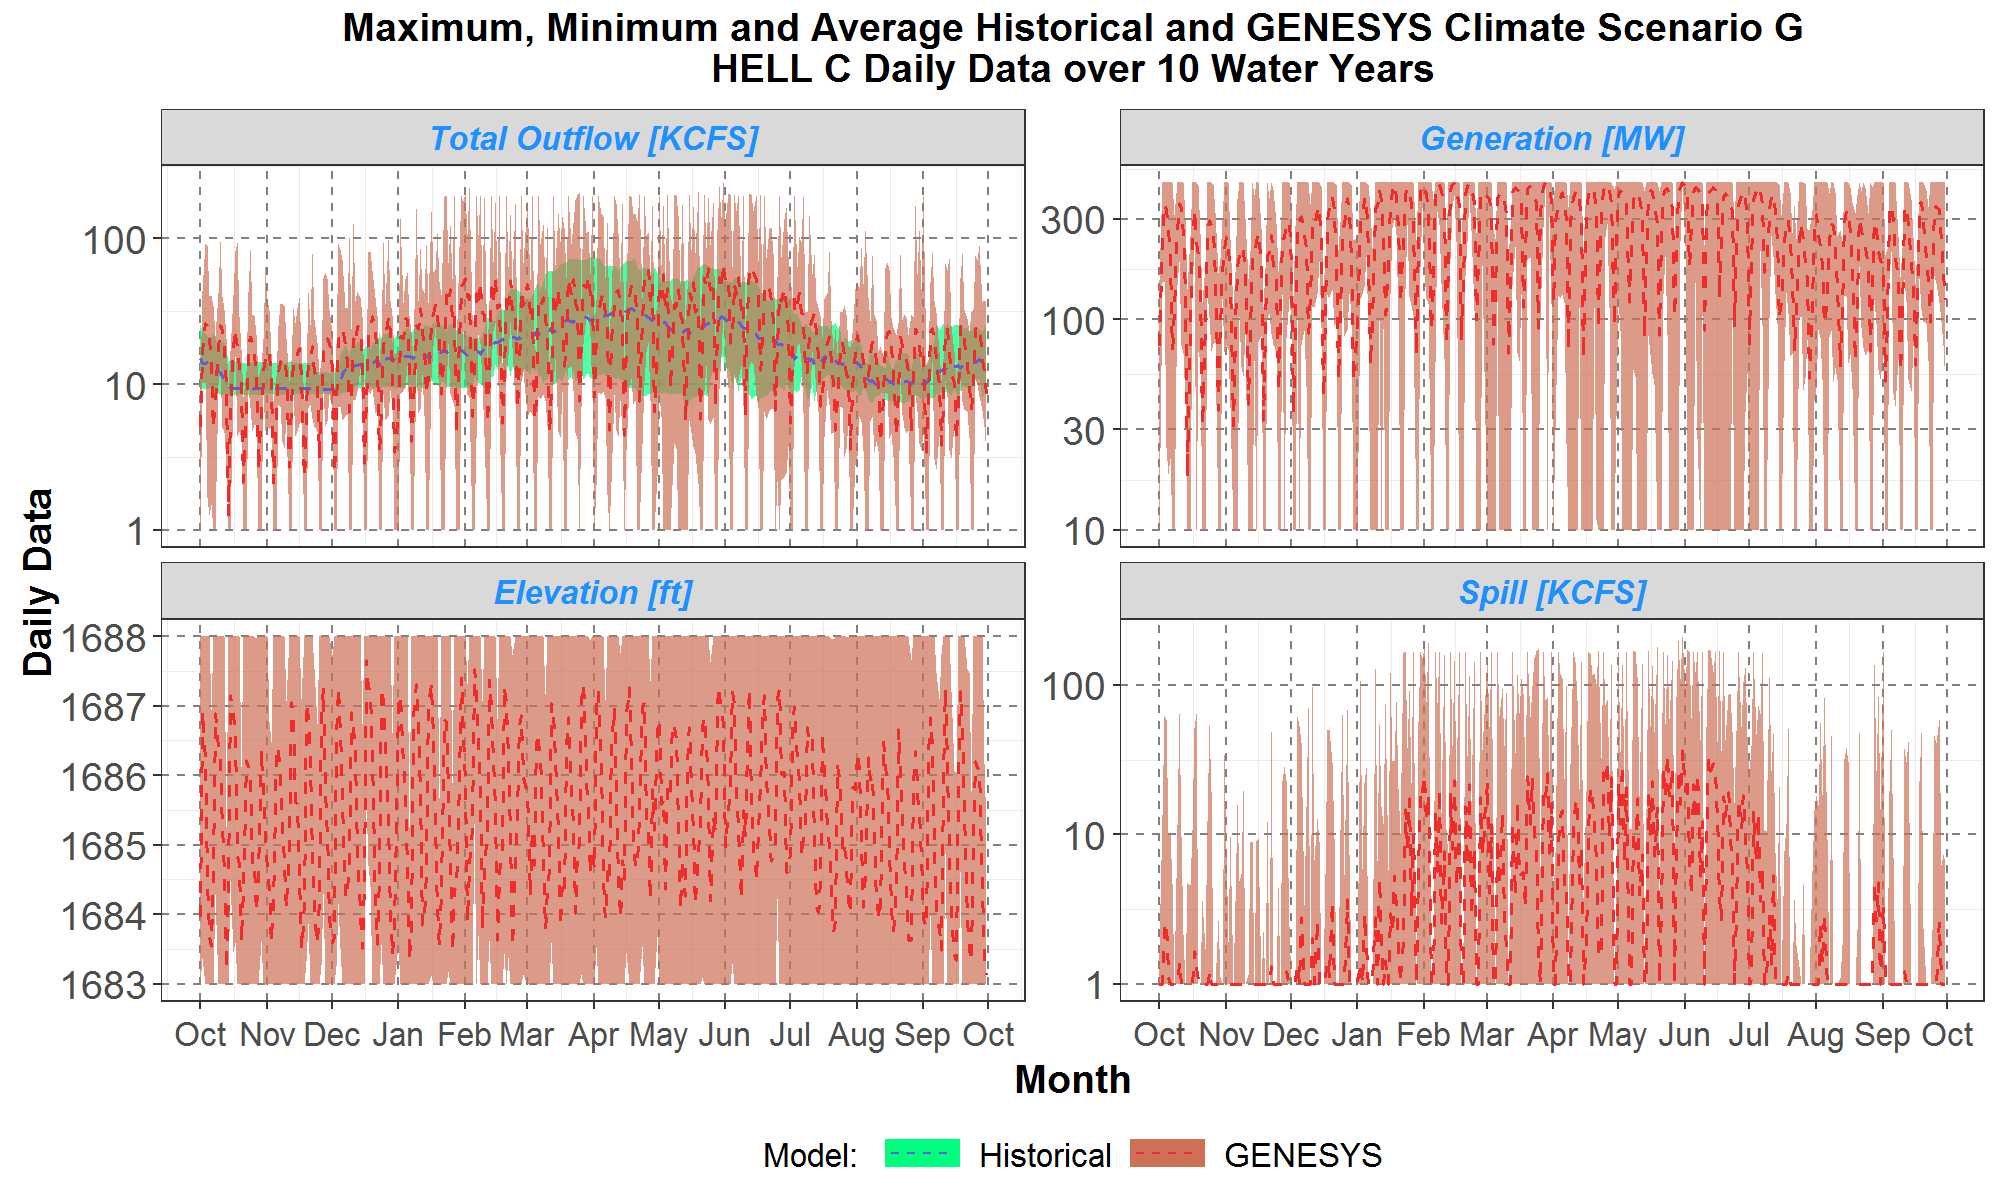 Maximum, Minimum and Average Historical and GENESYS Climate Scenario G
HELL C Daily Data over 10 Water Years
Total Outflow [KCFS]
Generation [MW]
100
10
1
300
100
30
10
Daily Data
Elevation [ft]
Spill [KCFS]
1688
1687
1686
1685
1684
1683
100
10
1
Oct Nov Dec Jan Feb Mar Apr May Jun Jul Aug Sep Oct
Oct Nov Dec Jan Feb Mar Apr May Jun Jul Aug Sep Oct
Month
Model: Historical GENESYS